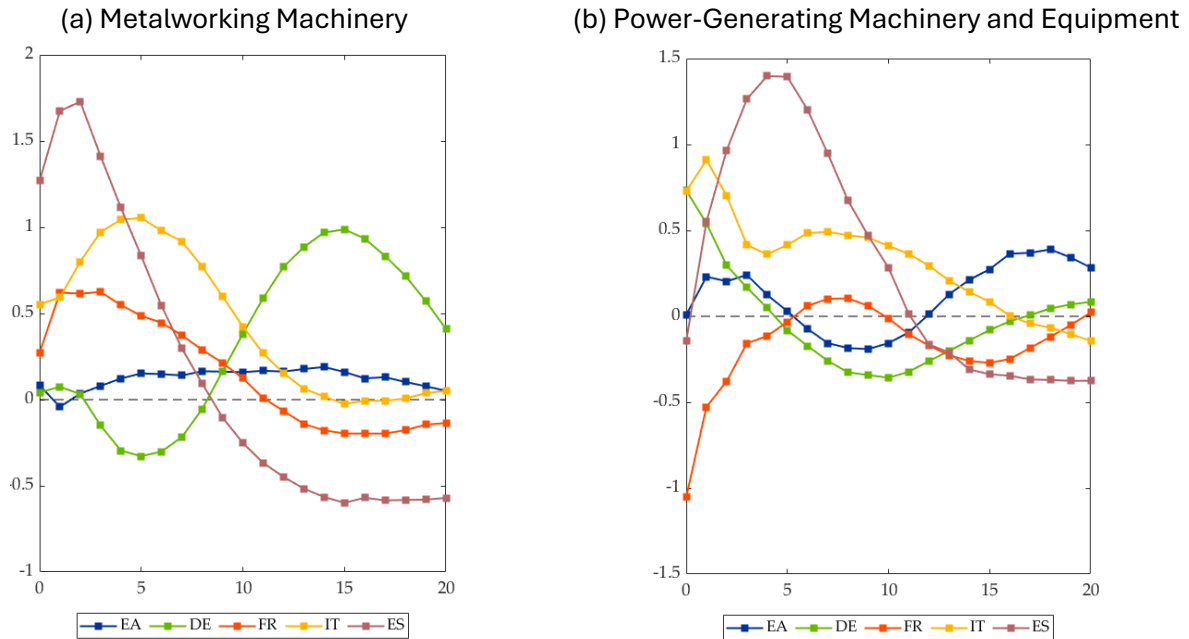 (a) Metalworking Machinery
2
1.5
1
0.5
0
-0.5
-1
0 5 10 15 20
EA DE FR IT ES
(b) Power-Generating Machinery and Equipment
1.5
1
0.5
0
-0.5
-1
-1.5
0 5 10 15 20
EA DE FR IT ES